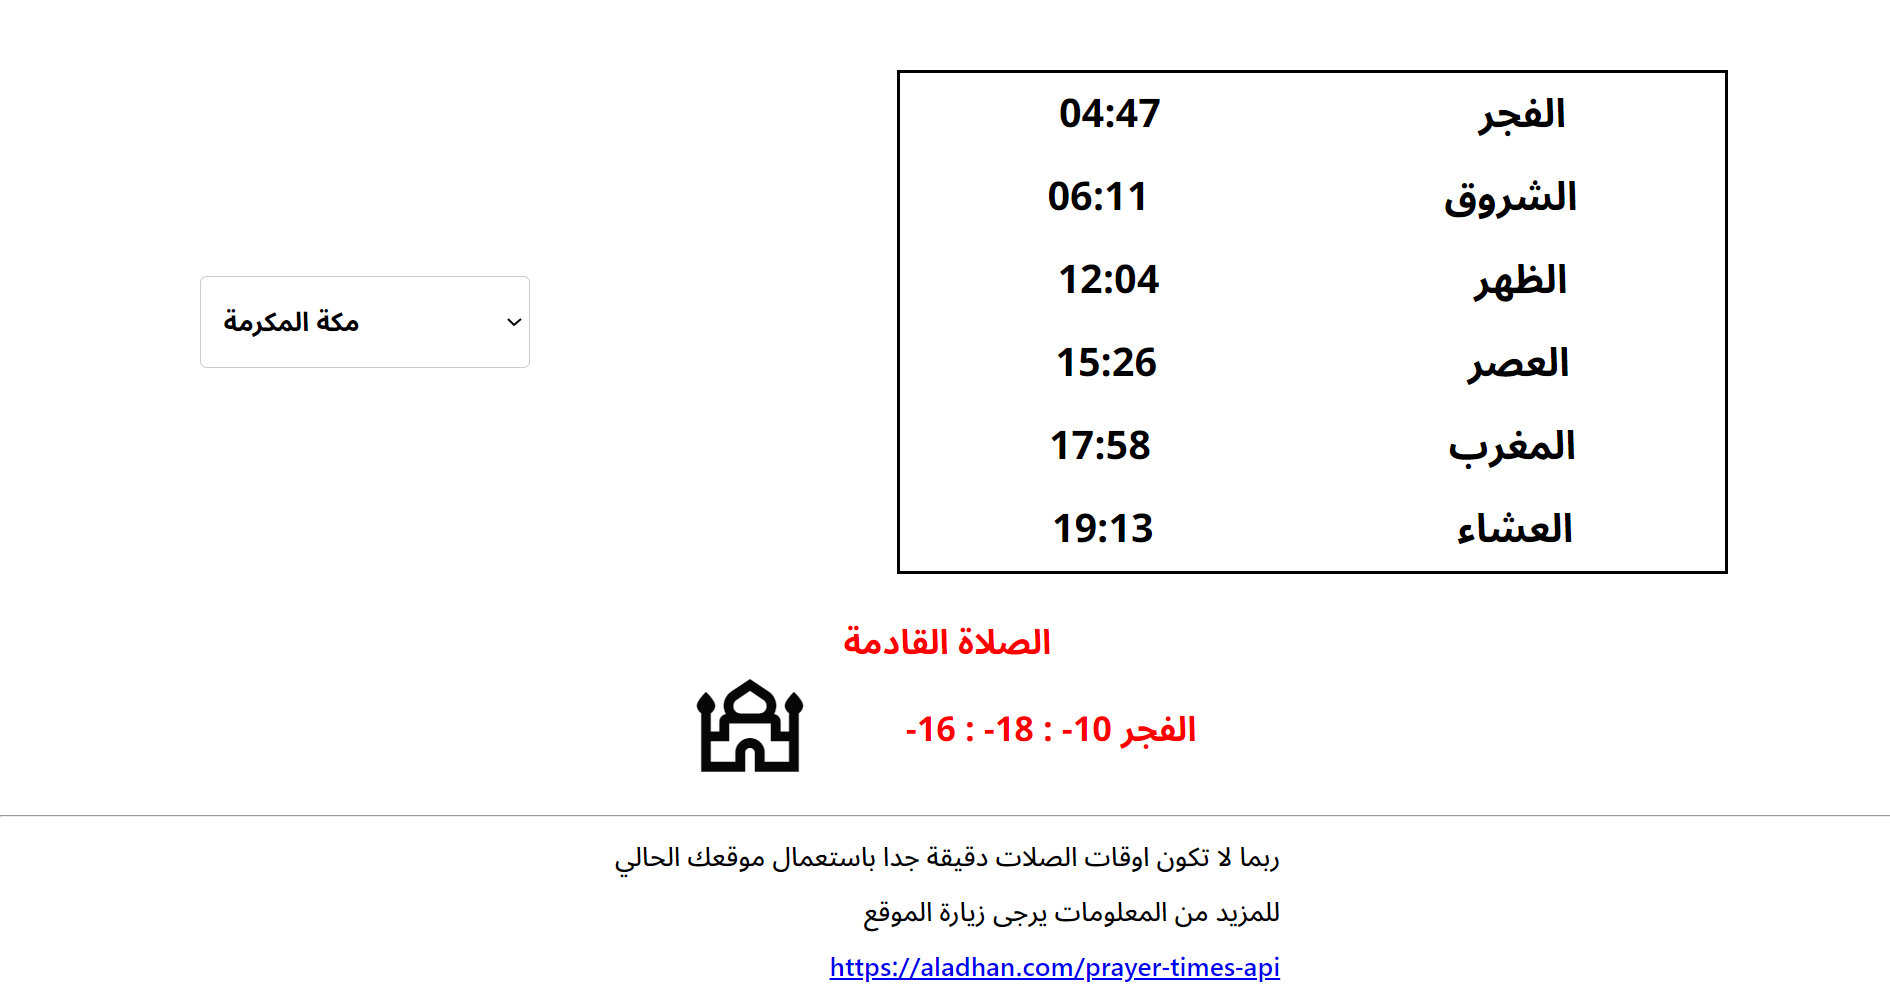 الفجر 04:47
الشروق 06:11
الظهر 12:04
العصر 15:26
المغرب 17:58
العشاء 19:13
مكة المكرمة
الصلاة القادمة
الفجر 10- : 18- : 16-
ربما لا تكون اوقات الصلات دقيقة جدا باستعمال موقعك الحالي
للمزيد من المعلومات يرجى زيارة الموقع
https://aladhan.com/prayer-times-api